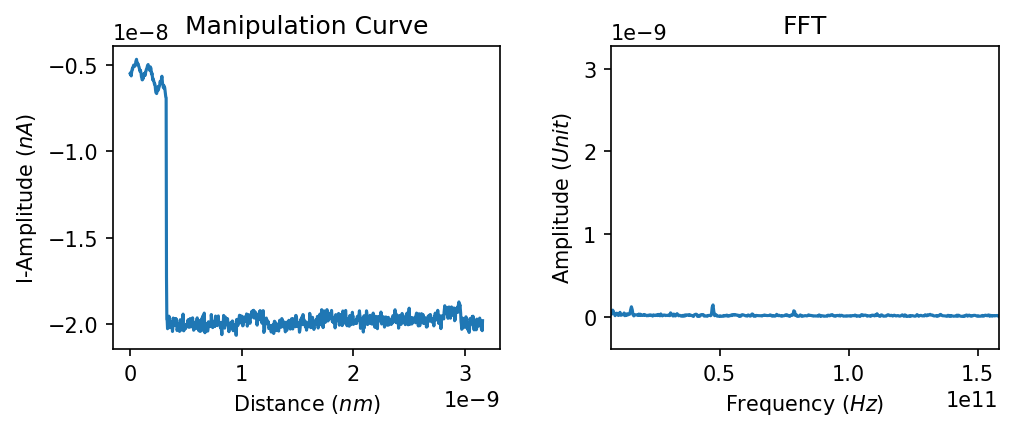 Manipulation Curve
1e−8
−0.5
−1.0
−1.5
−2.0
I-Amplitude (nA)
0
1
2
3
1e−9
Distance (nm)
FFT
1e−9
3
2
1
0
Amplitude (Unit)
0.5
1.0
1.5
1e11
Frequency (Hz)